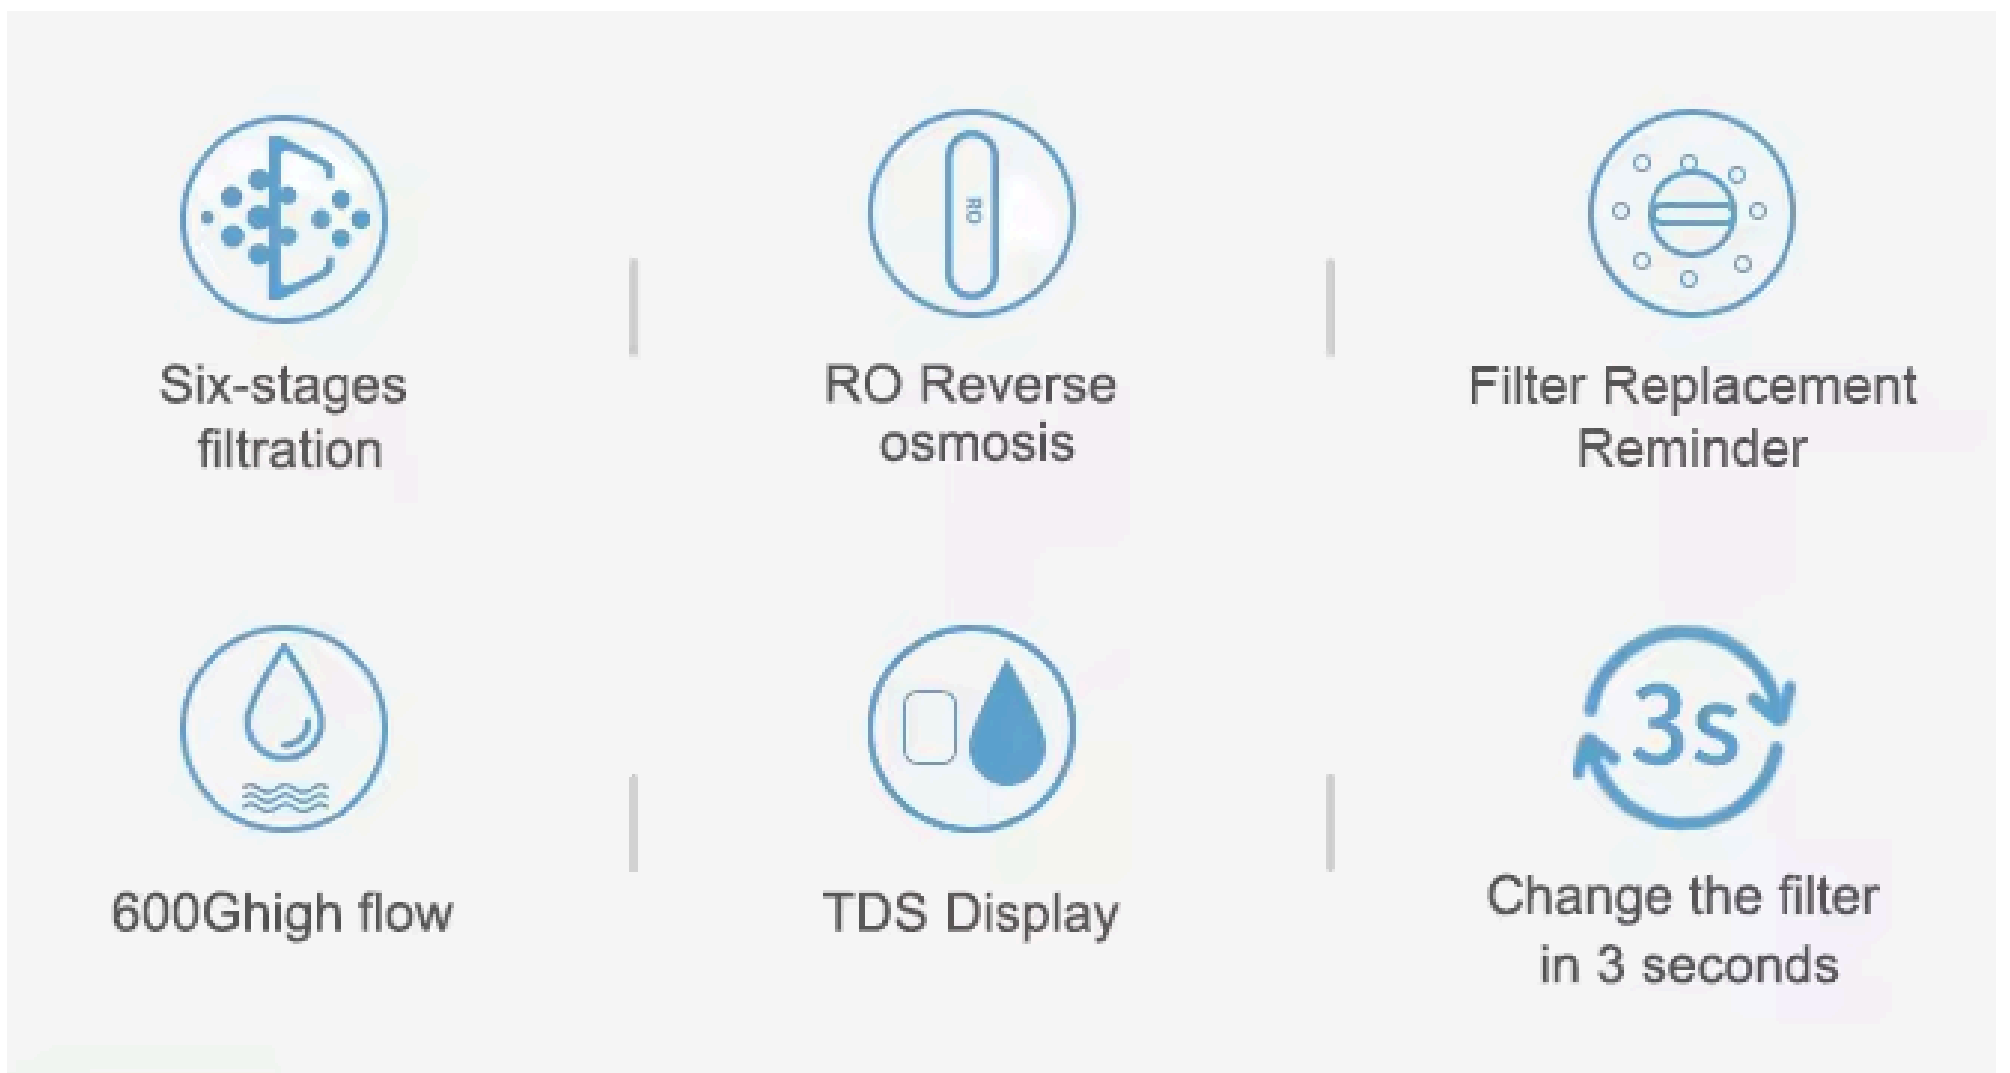 RO
Six-stages
filtration
RO Reverse
osmosis
Filter Replacement
Reminder
3s
600Ghigh flow
TDS Display
Change the filter
in 3 seconds